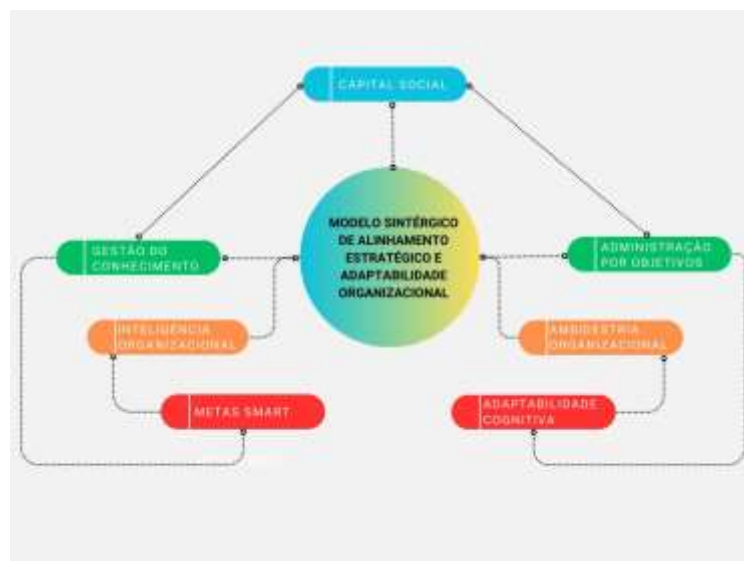 CAPITAL SOCIAL
MODELO SINTÉRGICO
DE ALINHAMENTO
ESTRATÉGICO E
ADAPTABILIDADE
ORGANIZACIONAL
GESTÃO DO
CONHECIMENTO
ADMINISTRAÇÃO
POR OBJETIVOS
INTELIGÊNCIA
ORGANIZACIONAL
AMBIDESTRIA
ORGANIZACIONAL
METAS SMART
ADAPTABILIDADE
COGNITIVA